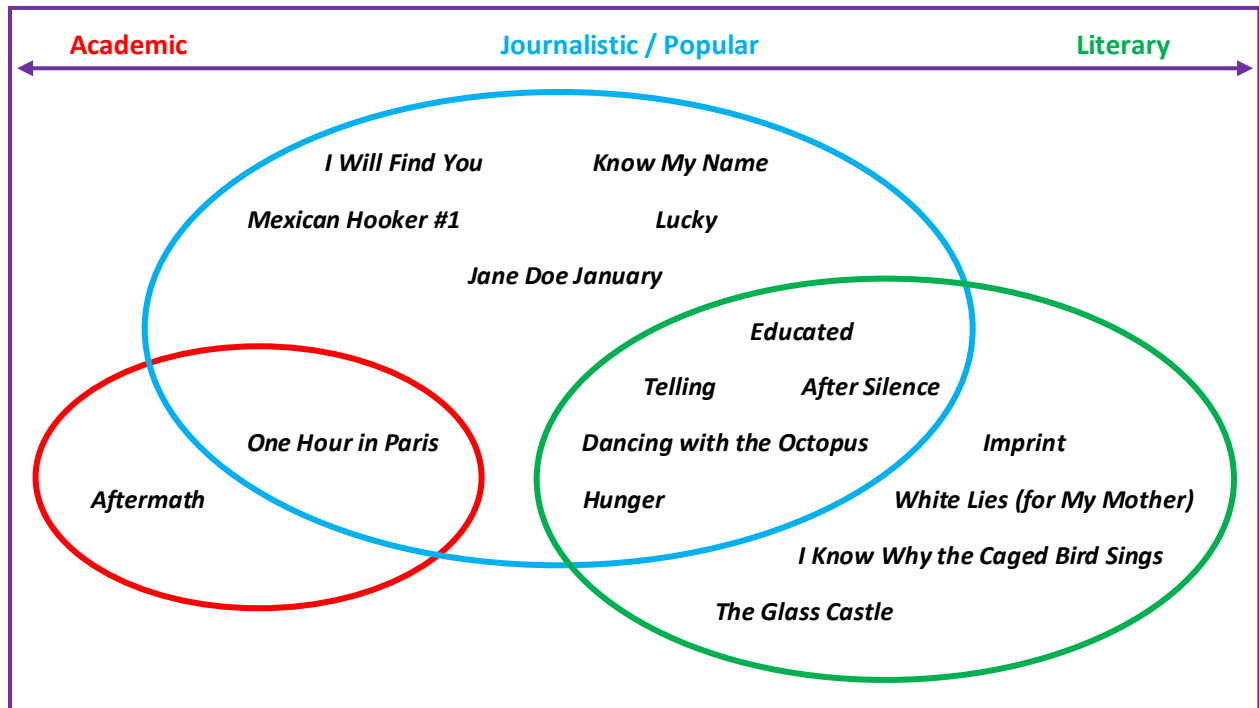 Academic Journalistic / Popular Literary
I Will Find You Know My Name
Mexican Hooker #1 Lucky
Jane Doe January
Educated
Telling After Silence
One Hour in Paris Dancing with the Octopus Imprint
Aftermath Hunger White Lies (for My Mother)
I Know Why the Caged Bird Sings
The Glass Castle